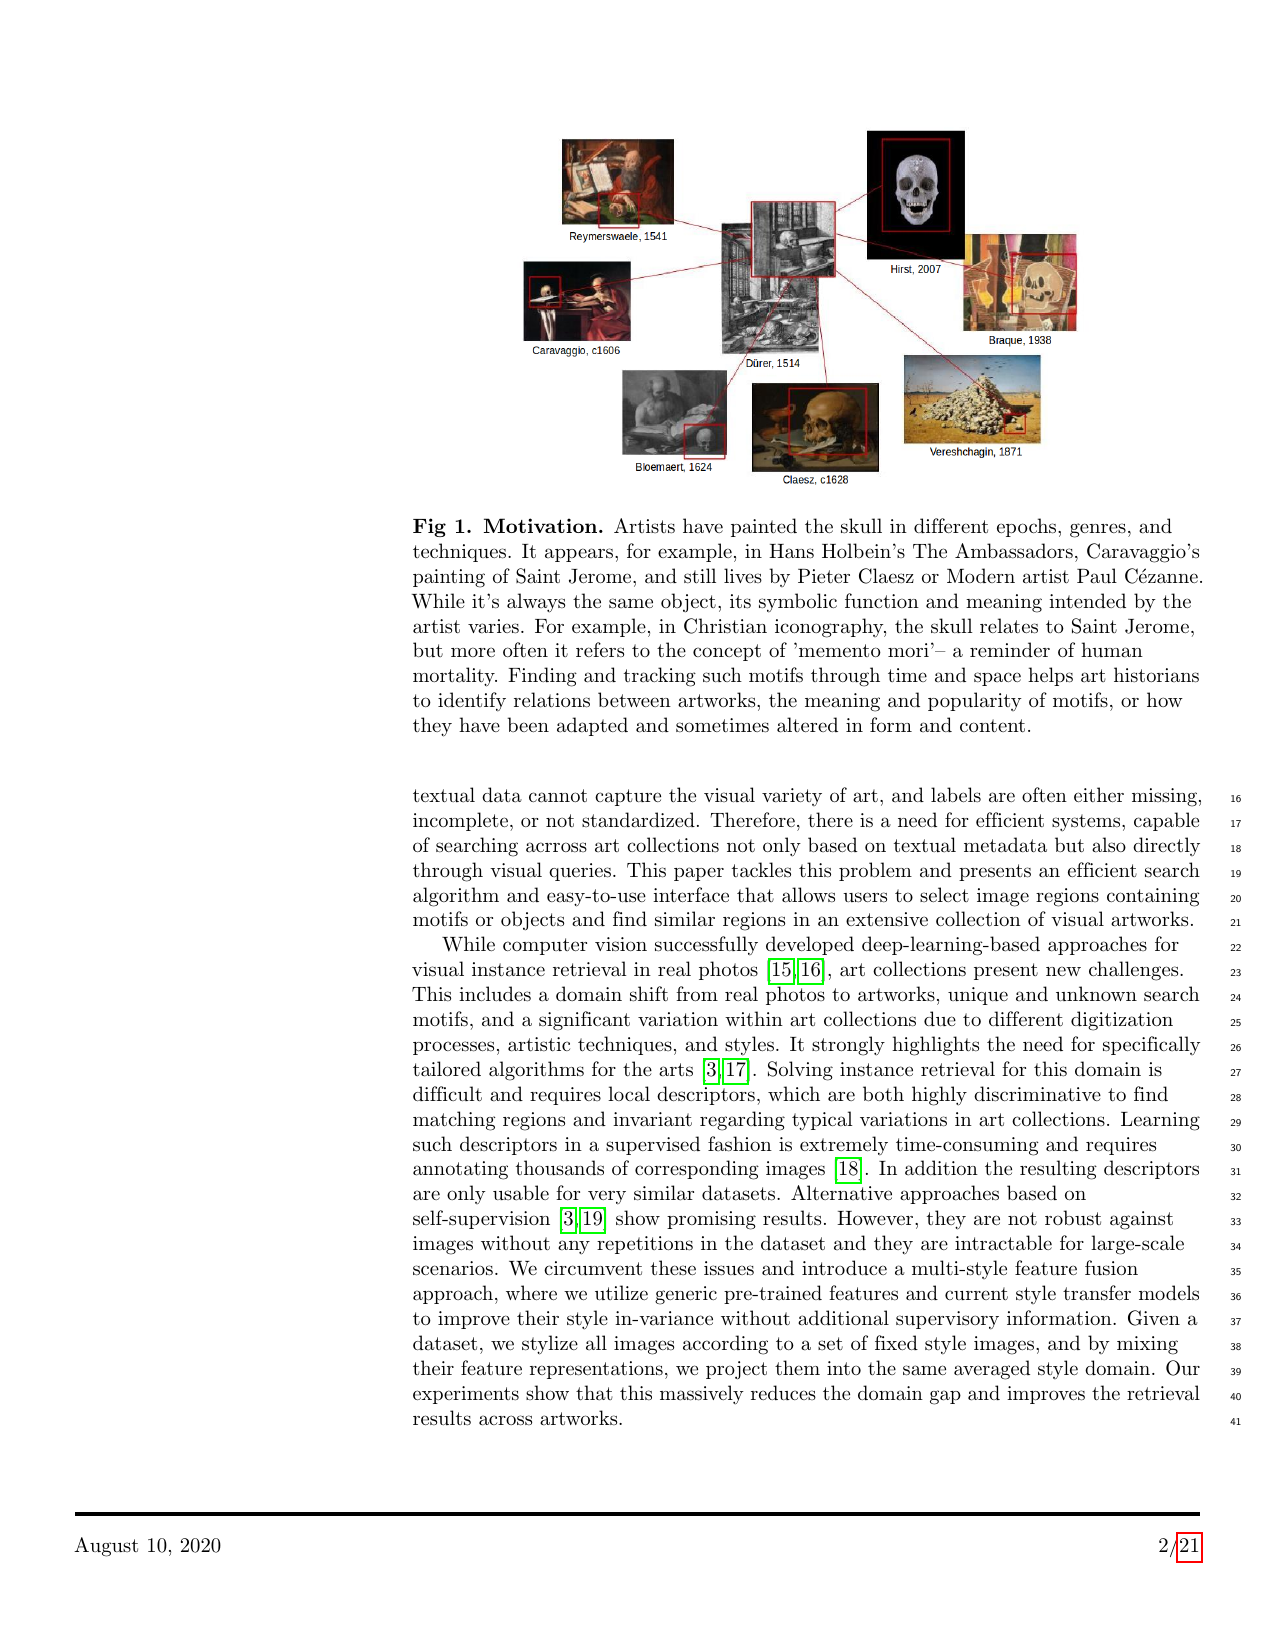 Reymerswaele, 1541
Hirst, 2007
Caravaggio, c1606
Dürer, 1514
Braque, 1938
Bloemaert, 1624
Claesz, c1628
Vereshchagin, 1871
Fig 1. Motivation. Artists have painted the skull in different epochs, genres, and
techniques. It appears, for example, in Hans Holbein's The Ambassadors, Caravaggio's
painting of Saint Jerome, and still lives by Pieter Claesz or Modern artist Paul Cézanne.
While it's always the same object, its symbolic function and meaning intended by the
artist varies. For example, in Christian iconography, the skull relates to Saint Jerome,
but more often it refers to the concept of 'memento mori'– a reminder of human
mortality. Finding and tracking such motifs through time and space helps art historians
to identify relations between artworks, the meaning and popularity of motifs, or how
they have been adapted and sometimes altered in form and content.
textual data cannot capture the visual variety of art, and labels are often either missing, 16
incomplete, or not standardized. Therefore, there is a need for efficient systems, capable 17
of searching acrross art collections not only based on textual metadata but also directly 18
through visual queries. This paper tackles this problem and presents an efficient search 19
algorithm and easy-to-use interface that allows users to select image regions containing 20
motifs or objects and find similar regions in an extensive collection of visual artworks. 21
While computer vision successfully developed deep-learning-based approaches for 22
visual instance retrieval in real photos [15,16], art collections present new challenges. 23
This includes a domain shift from real photos to artworks, unique and unknown search 24
motifs, and a significant variation within art collections due to different digitization 25
processes, artistic techniques, and styles. It strongly highlights the need for specifically 26
tailored algorithms for the arts [3,17]. Solving instance retrieval for this domain is 27
difficult and requires local descriptors, which are both highly discriminative to find 28
matching regions and invariant regarding typical variations in art collections. Learning 29
such descriptors in a supervised fashion is extremely time-consuming and requires 30
annotating thousands of corresponding images [18]. In addition the resulting descriptors 31
are only usable for very similar datasets. Alternative approaches based on 32
self-supervision [3,19] show promising results. However, they are not robust against 33
images without any repetitions in the dataset and they are intractable for large-scale 34
scenarios. We circumvent these issues and introduce a multi-style feature fusion 35
approach, where we utilize generic pre-trained features and current style transfer models 36
to improve their style in-variance without additional supervisory information. Given a 37
dataset, we stylize all images according to a set of fixed style images, and by mixing 38
their feature representations, we project them into the same averaged style domain. Our 39
experiments show that this massively reduces the domain gap and improves the retrieval 40
results across artworks. 41
August 10, 2020 2/21